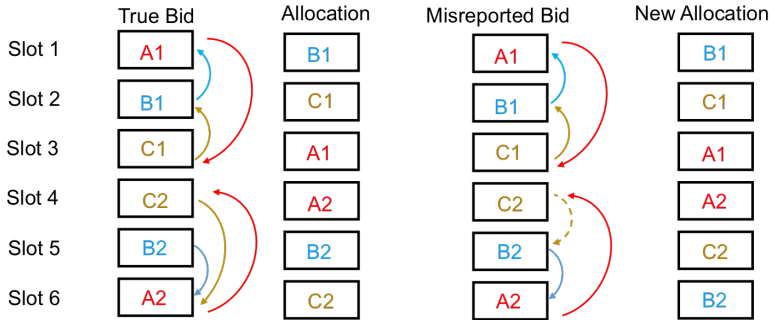 True Bid Allocation Misreported Bid New Allocation
Slot 1 A1 B1 A1 B1
Slot 2 B1 C1 B1 C1
Slot 3 C1 A1 C1 A1
Slot 4 C2 A2 C2 A2
Slot 5 B2 B2 B2 C2
Slot 6 A2 C2 A2 B2